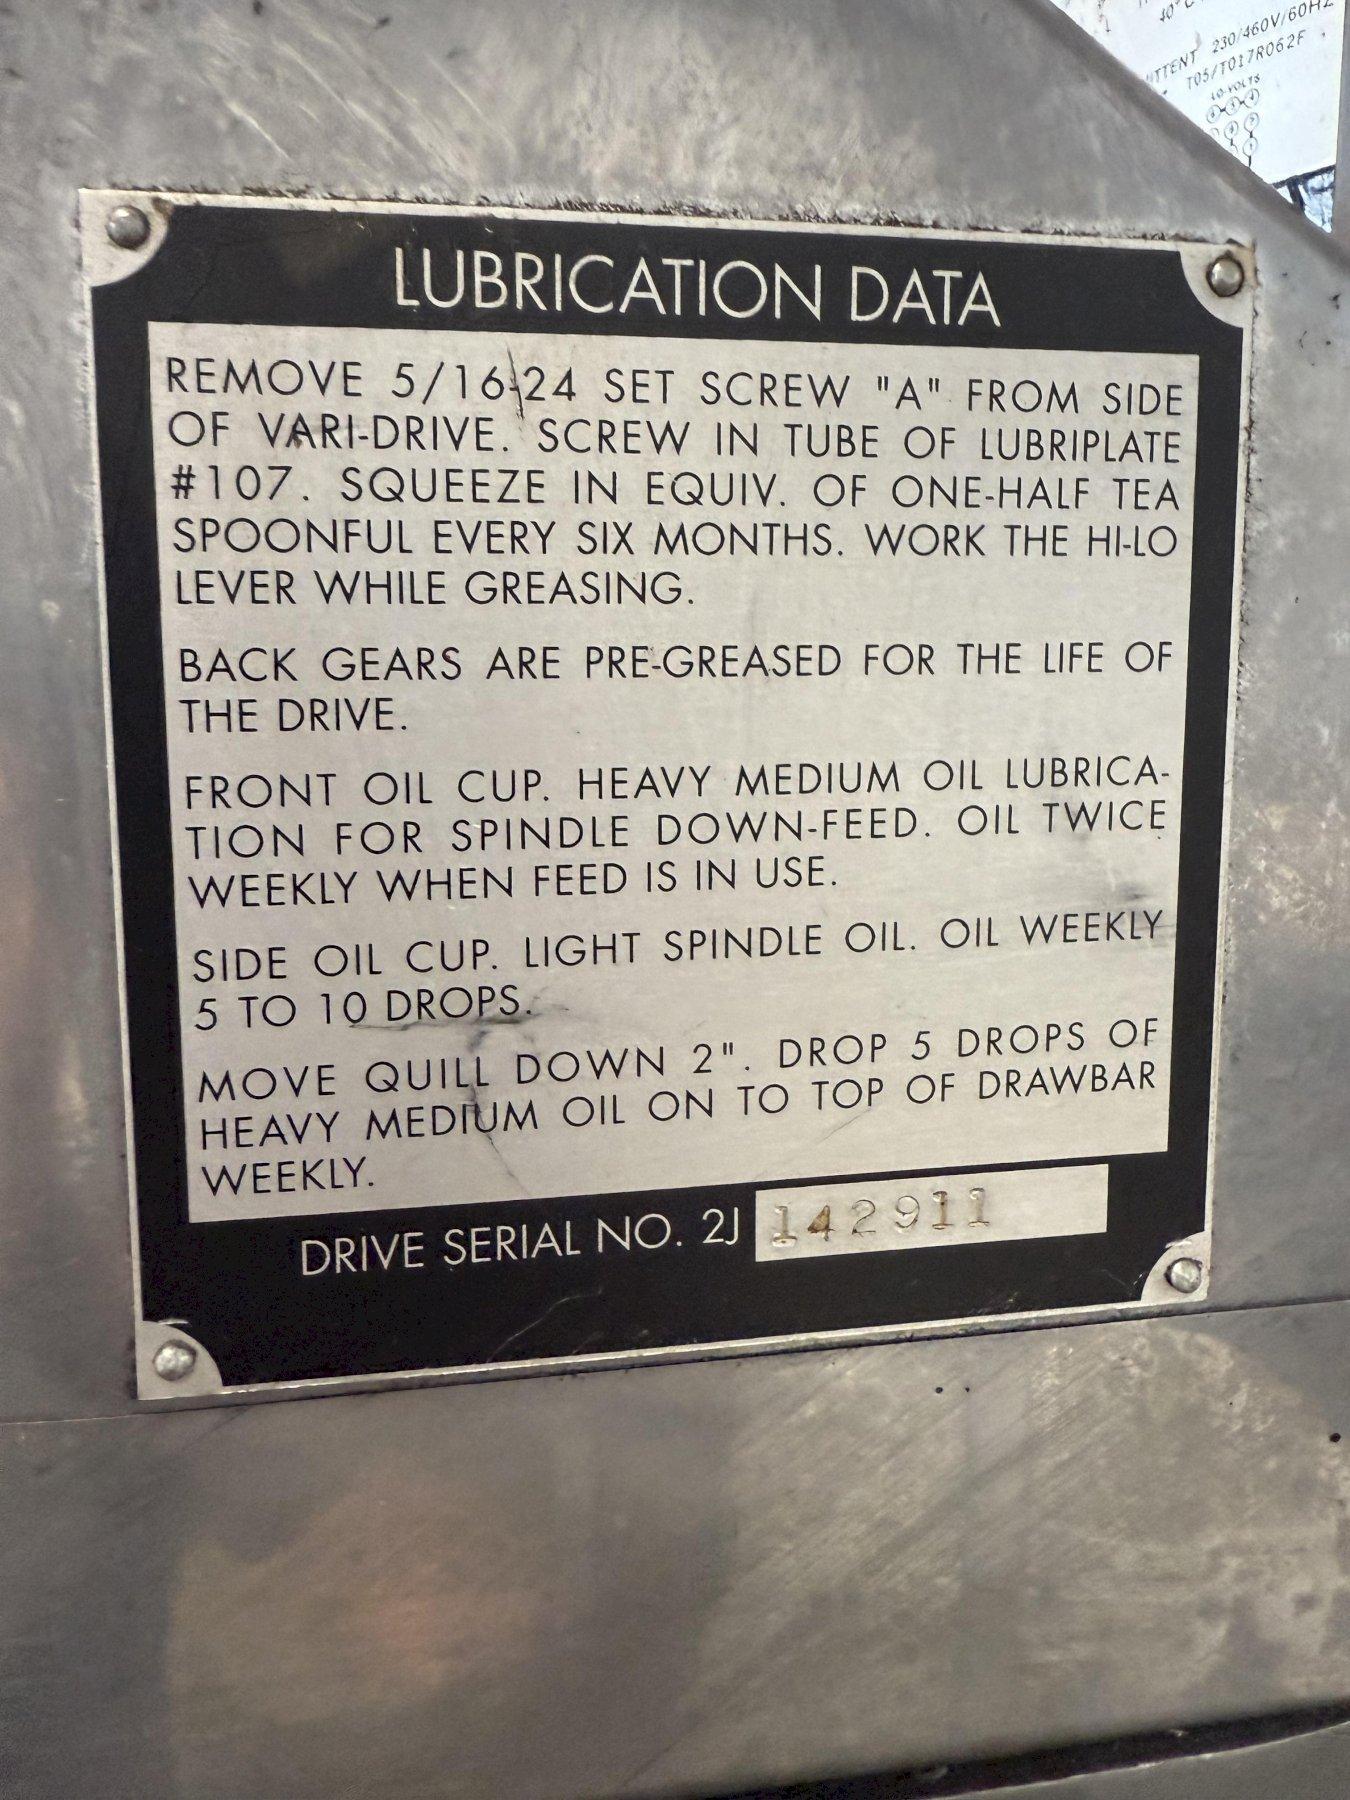 10°C
TTENT 230/460V/60HZ
T05/T017R062F
LO-VOLTS
LUBRICATION DATA
REMOVE 5/16-24 SET SCREW "A" FROM SIDE
OF VARI-DRIVE. SCREW IN TUBE OF LUBRIPLATE
#107. SQUEEZE IN EQUIV. OF ONE-HALF TEA
SPOONFUL EVERY SIX MONTHS. WORK THE HI-LO
LEVER WHILE GREASING.
BACK GEARS ARE PRE-GREASED FOR THE LIFE OF
THE DRIVE.
FRONT OIL CUP. HEAVY MEDIUM OIL LUBRICA-
TION FOR SPINDLE DOWN-FEED. OIL TWICE
WEEKLY WHEN FEED IS IN USE.
SIDE OIL CUP. LIGHT SPINDLE OIL. OIL WEEKLY
5 TO 10 DROPS.
MOVE QUILL DOWN 2". DROP 5 DROPS OF
HEAVY MEDIUM OIL ON TO TOP OF DRAWBAR
WEEKLY.
DRIVE SERIAL NO. 2J 142911